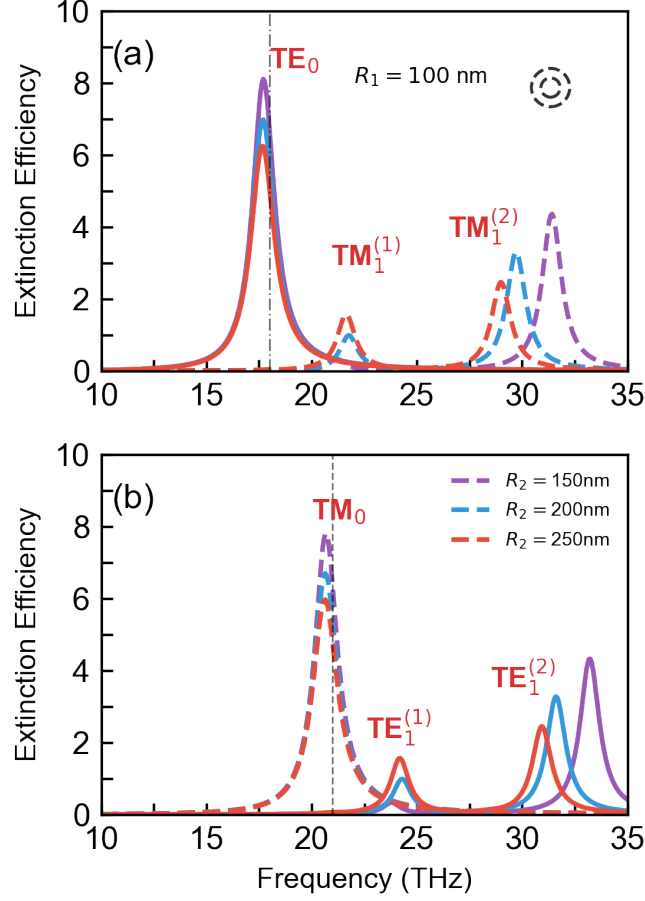 10
(a)
TE₀
R₁ = 100 nm
8
6
TM₁⁽¹⁾
TM₁⁽²⁾
4
2
0
Extinction Efficiency
10 15 20 25 30 35
10
(b)
R₂ = 150nm
R₂ = 200nm
R₂ = 250nm
TM₀
8
6
TE₁⁽¹⁾
TE₁⁽²⁾
4
2
0
Extinction Efficiency
10 15 20 25 30 35
Frequency (THz)